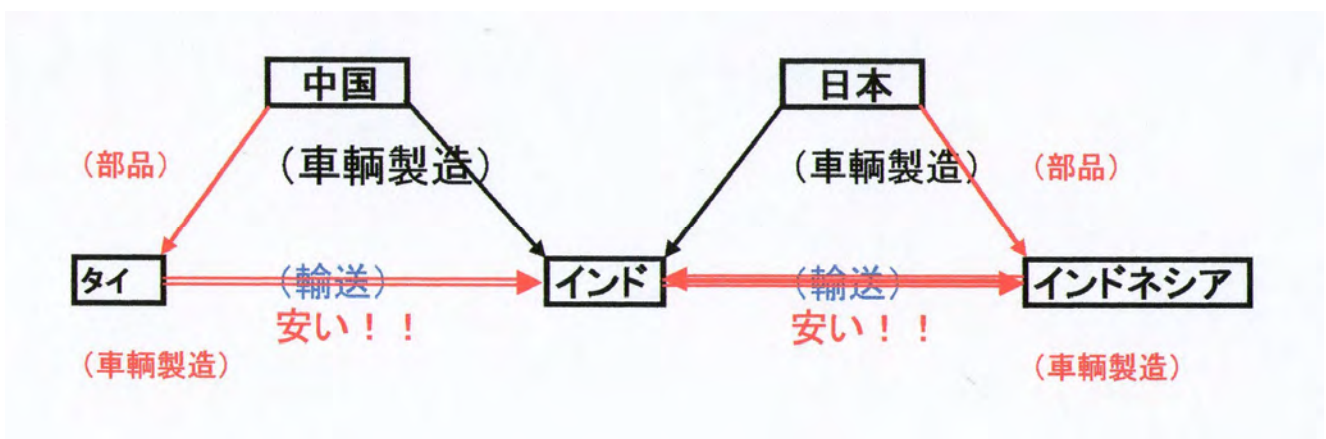 中国
日本
（部品）
（車輌製造）
（車輌製造）
（部品）
タイ
（輸送）
インド
（輸送）
インドネシア
安い！！
安い！！
（車輌製造）
（車輌製造）